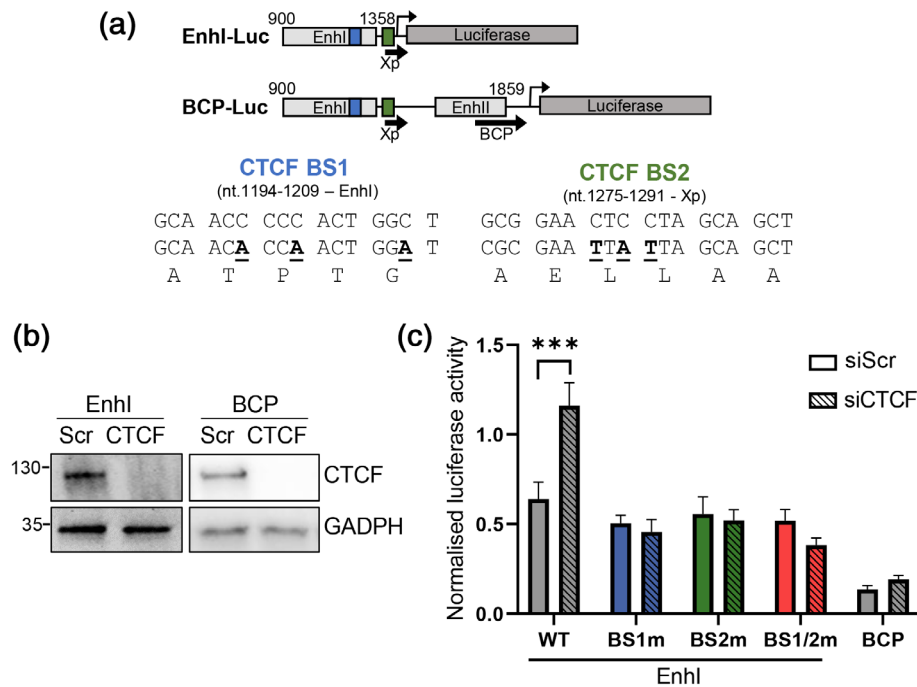 (a)
900 1358
EnhI-Luc EnhI Luciferase
Xp
900 1859
BCP-Luc EnhI EnhII Luciferase
Xp BCP
CTCF BS1
(nt.1194-1209 – EnhI)
GCA ACC CCC ACT GGC T
GCA ACA CCA ACT GGA T
A T P T G
CTCF BS2
(nt.1275-1291 - Xp)
GCG GAA CTC CTA GCA GCT
CGC GAA TTA TTA GCA GCT
A E L L A A
(b)
EnhI BCP
Scr CTCF Scr CTCF
130 CTCF
35 GADPH
(c)
Normalised luciferase activity
1.5
1.0
0.5
0.0
***
siScr
siCTCF
WT BS1m BS2m BS1/2m BCP
EnhI